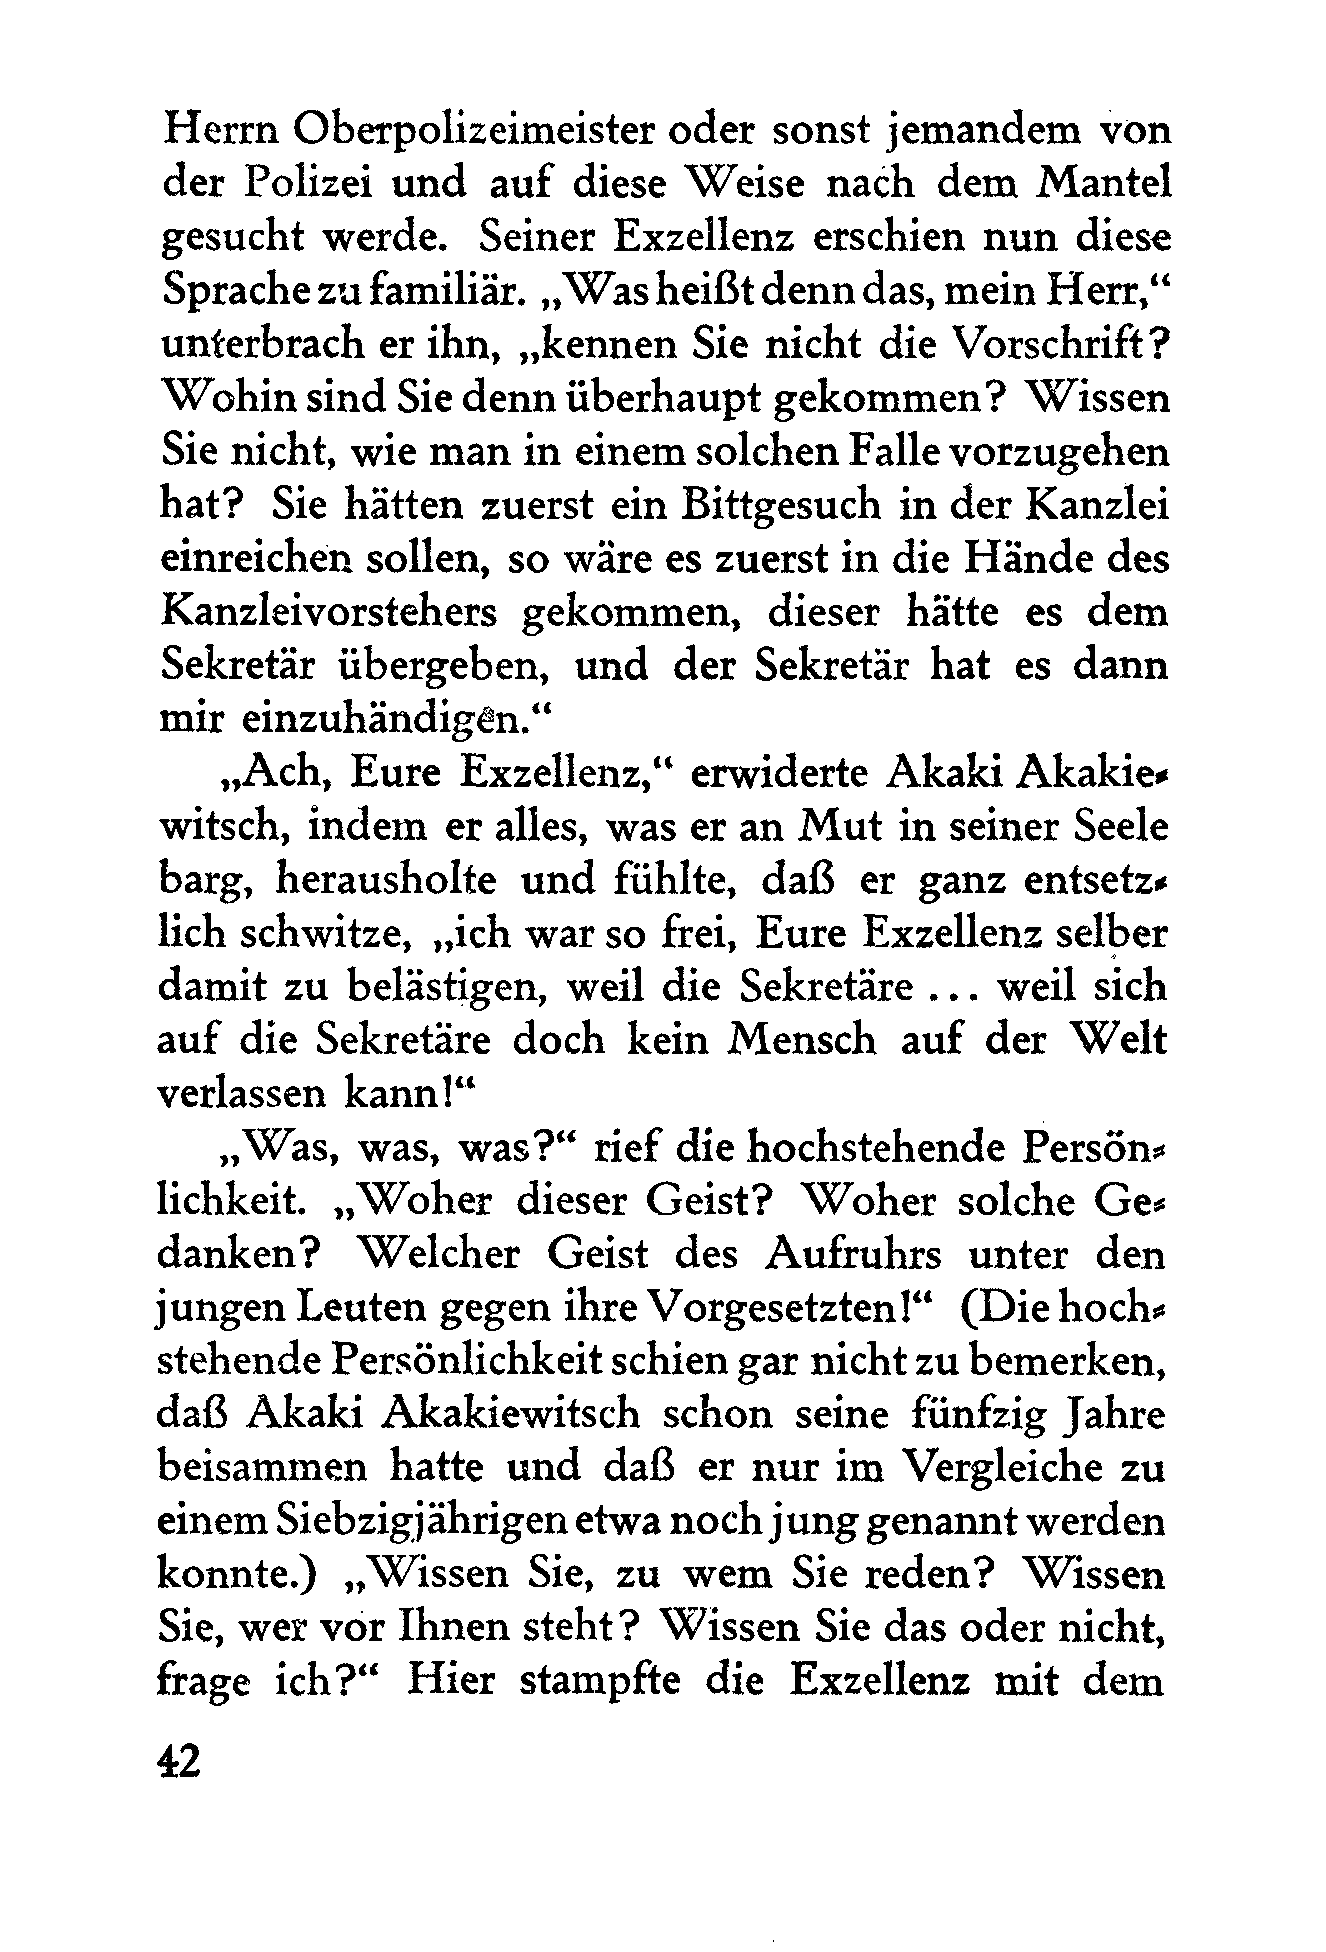 Herrn Oberpolizeimeister oder sonst jemandem von
der Polizei und auf diese Weise nach dem Mantel
gesucht werde. Seiner Exzellenz erschien nun diese
Sprache zu familiär. „Was heißt denn das, mein Herr,“
unterbrach er ihn, „kennen Sie nicht die Vorschrift?
Wohin sind Sie denn überhaupt gekommen? Wissen
Sie nicht, wie man in einem solchen Falle vorzugehen
hat? Sie hätten zuerst ein Bittgesuch in der Kanzlei
einreichen sollen, so wäre es zuerst in die Hände des
Kanzleivorstehers gekommen, dieser hätte es dem
Sekretär übergeben, und der Sekretär hat es dann
mir einzuhändigen.“
„Ach, Eure Exzellenz,“ erwiderte Akaki Akakie-
witsch, indem er alles, was er an Mut in seiner Seele
barg, herausholte und fühlte, daß er ganz entsetz-
lich schwitze, „ich war so frei, Eure Exzellenz selber
damit zu belästigen, weil die Sekretäre ... weil sich
auf die Sekretäre doch kein Mensch auf der Welt
verlassen kann!“
„Was, was, was?“ rief die hochstehende Persön-
lichkeit. „Woher dieser Geist? Woher solche Ge-
danken? Welcher Geist des Aufruhrs unter den
jungen Leuten gegen ihre Vorgesetzten!“ (Die hoch-
stehende Persönlichkeit schien gar nicht zu bemerken,
daß Akaki Akakiewitsch schon seine fünfzig Jahre
beisammen hatte und daß er nur im Vergleiche zu
einem Siebzigjährigen etwa noch jung genannt werden
konnte.) „Wissen Sie, zu wem Sie reden? Wissen
Sie, wer vor Ihnen steht? Wissen Sie das oder nicht,
frage ich?“ Hier stampfte die Exzellenz mit dem
42